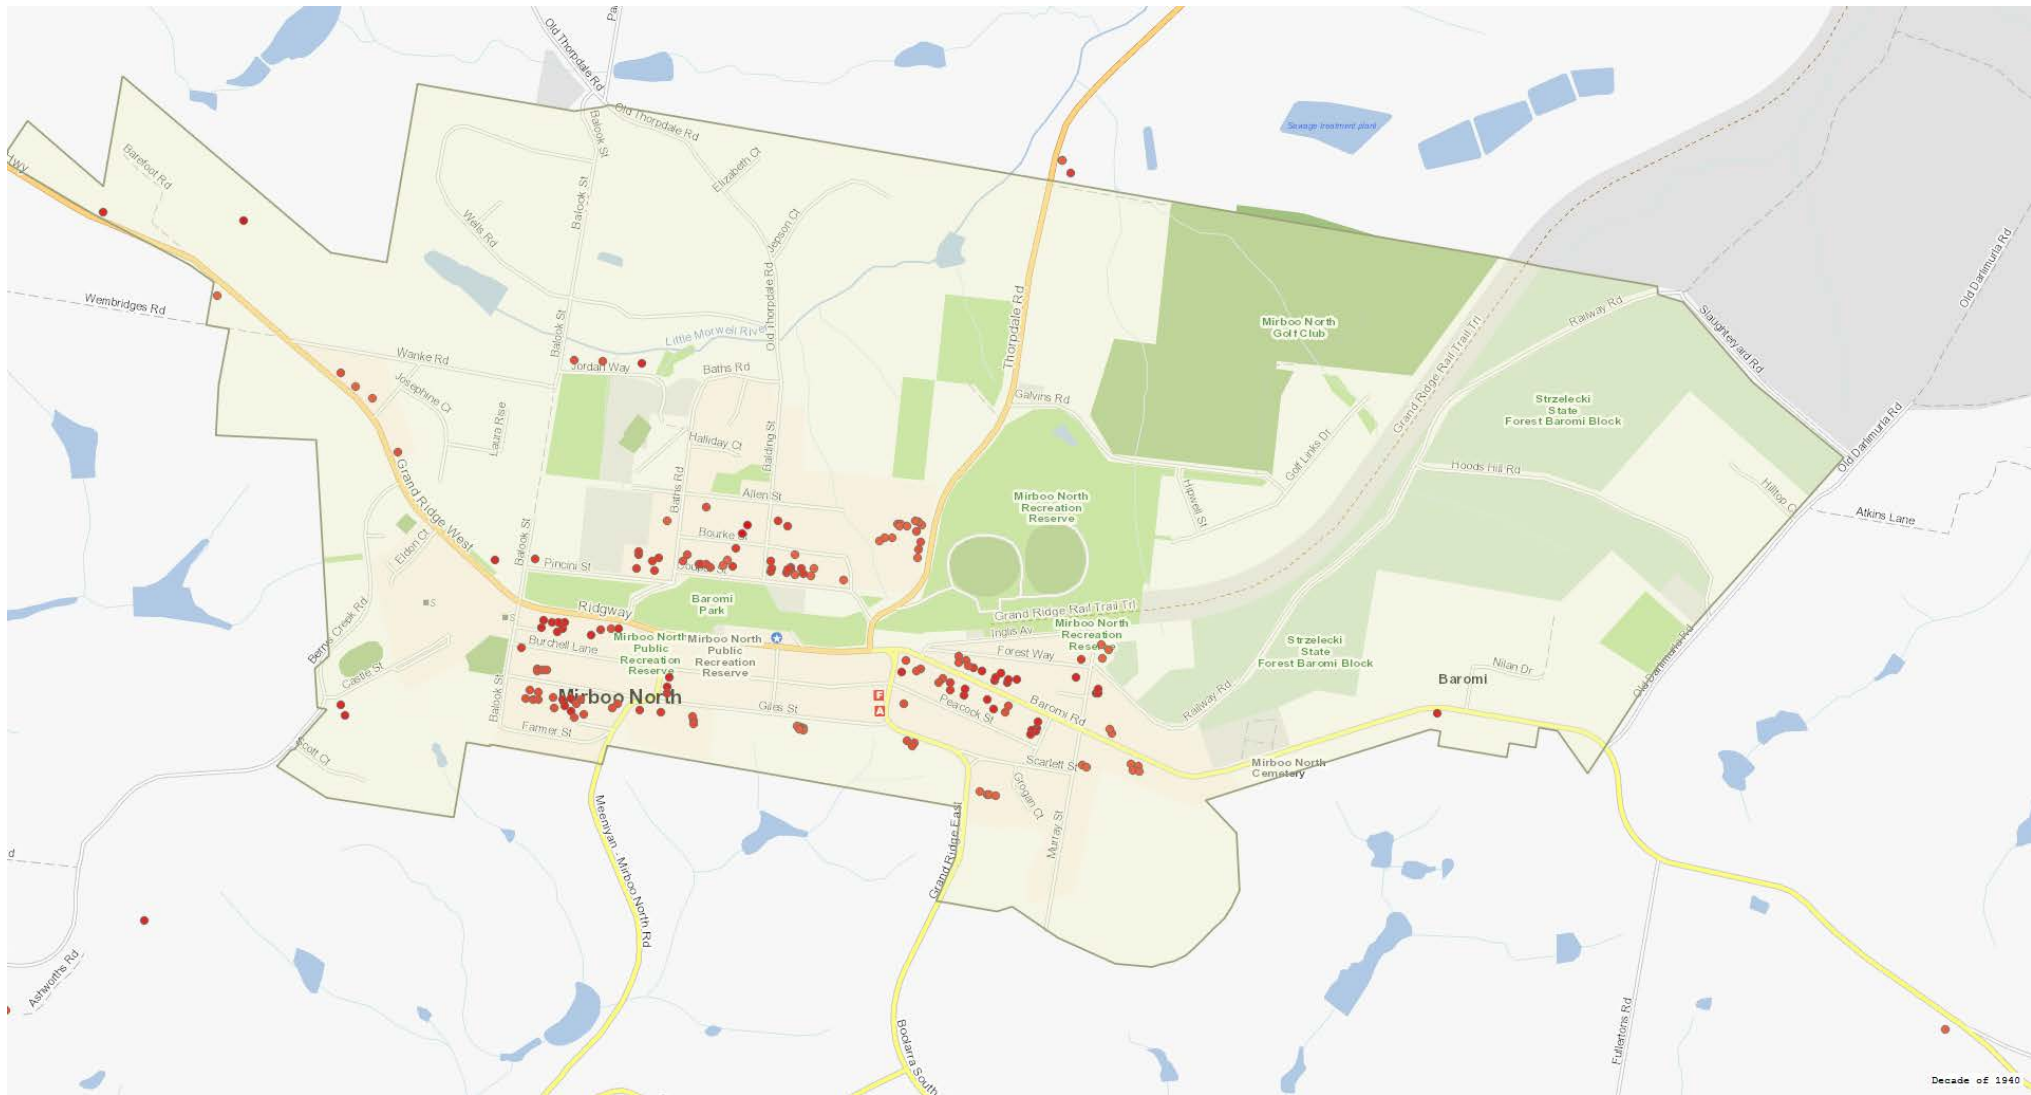 Old Thorpdale Rd
Pa
Old Thorpdale Rd
Balook St
Elizabeth Ct
Barefoot Rd
Hwy
Sewage treatment plant
Balook St
Wells Rd
Jepson Ct
Old Darlimurla Rd
Wembridges Rd
Old Thorpdale Rd
Thorpdale Rd
Railway Rd
Slaughteryard Rd
Mirboo North
Golf Club
Little Morwell River
Balook St
Grand Ridge Rail Trail Trl
Wanke Rd
Jordan Way
Baths Rd
Josephine Ct
Galvins Rd
Strzelecki
State
Forest Baromi Block
Laura Rise
Halliday Ct
Balding St
Golf Links Dr
Old Darlimurla Rd
Grand Ridge West
Baths Rd
Allen St
Hipwell St
Hoods Hill Rd
Hilltop C
Mirboo North
Recreation
Reserve
Atkins Lane
Balook St
Eldon Ct
Bourke St
Pincini St
Baromi
Park
Ridgway
S
S
Berrys Creek Rd
Grand Ridge Rail Trail Trl
Inglis Av
Mirboo North
Recreation
Reserve
Burchell Lane
Mirboo North
Public
Recreation
Reserve
Mirboo North
Public
Recreation
Reserve
Forest Way
Strzelecki
State
Forest Baromi Block
Castle St
Nilan Dr
Baromi
Old Darlimurla Rd
Balook St
Mirboo North
F
A
Giles St
Peacock St
Baromi Rd
Railway Rd
Farmer St
Scott Ct
Scarlett St
Mirboo North
Cemetery
Grogan Ct
Murray St
Grand Ridge East
Meeniyan - Mirboo North Rd
d
Ashworths Rd
Boolarra South
Fullertons Rd
Decade of 1940